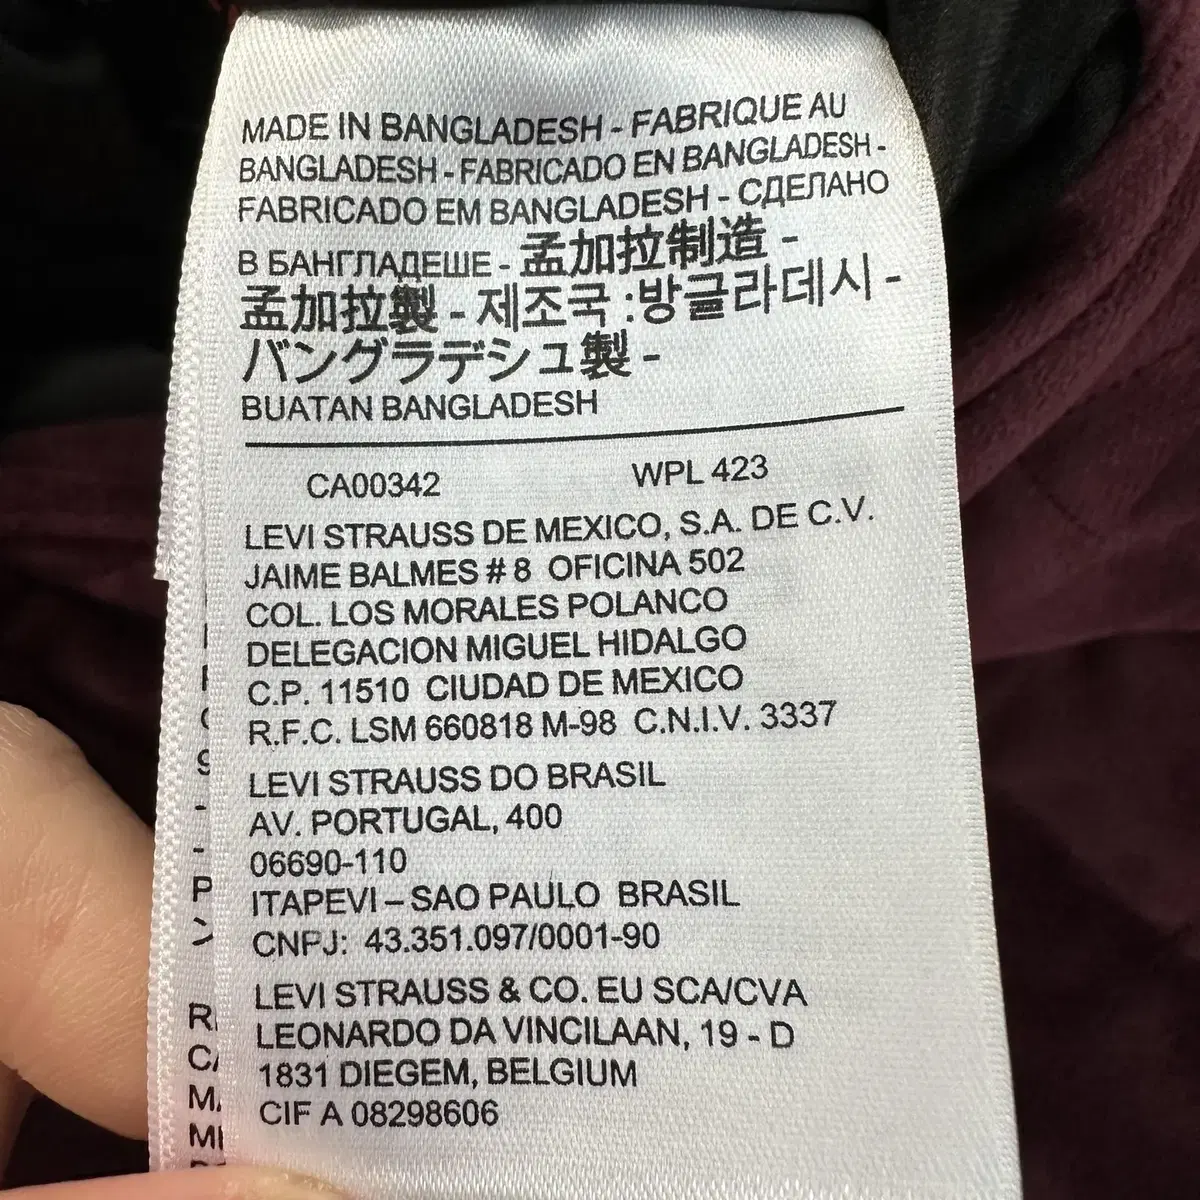 MADE IN BANGLADESH - FABRIQUE AU
BANGLADESH - FABRICADO EN BANGLADESH -
FABRICADO EM BANGLADESH - СДЕЛАНО
В БАНГЛАДЕШЕ - 孟加拉制造 -
孟加拉製 - 제조국 :방글라데시 -
バングラデシュ製 -
BUATAN BANGLADESH
CA00342 WPL 423
LEVI STRAUSS DE MEXICO, S.A. DE C.V.
JAIME BALMES # 8 OFICINA 502
COL. LOS MORALES POLANCO
DELEGACION MIGUEL HIDALGO
C.P. 11510 CIUDAD DE MEXICO
R.F.C. LSM 660818 M-98 C.N.I.V. 3337
LEVI STRAUSS DO BRASIL
AV. PORTUGAL, 400
06690-110
ITAPEVI – SAO PAULO BRASIL
CNPJ: 43.351.097/0001-90
LEVI STRAUSS & CO. EU SCA/CVA
LEONARDO DA VINCILAAN, 19 - D
1831 DIEGEM, BELGIUM
CIF A 08298606